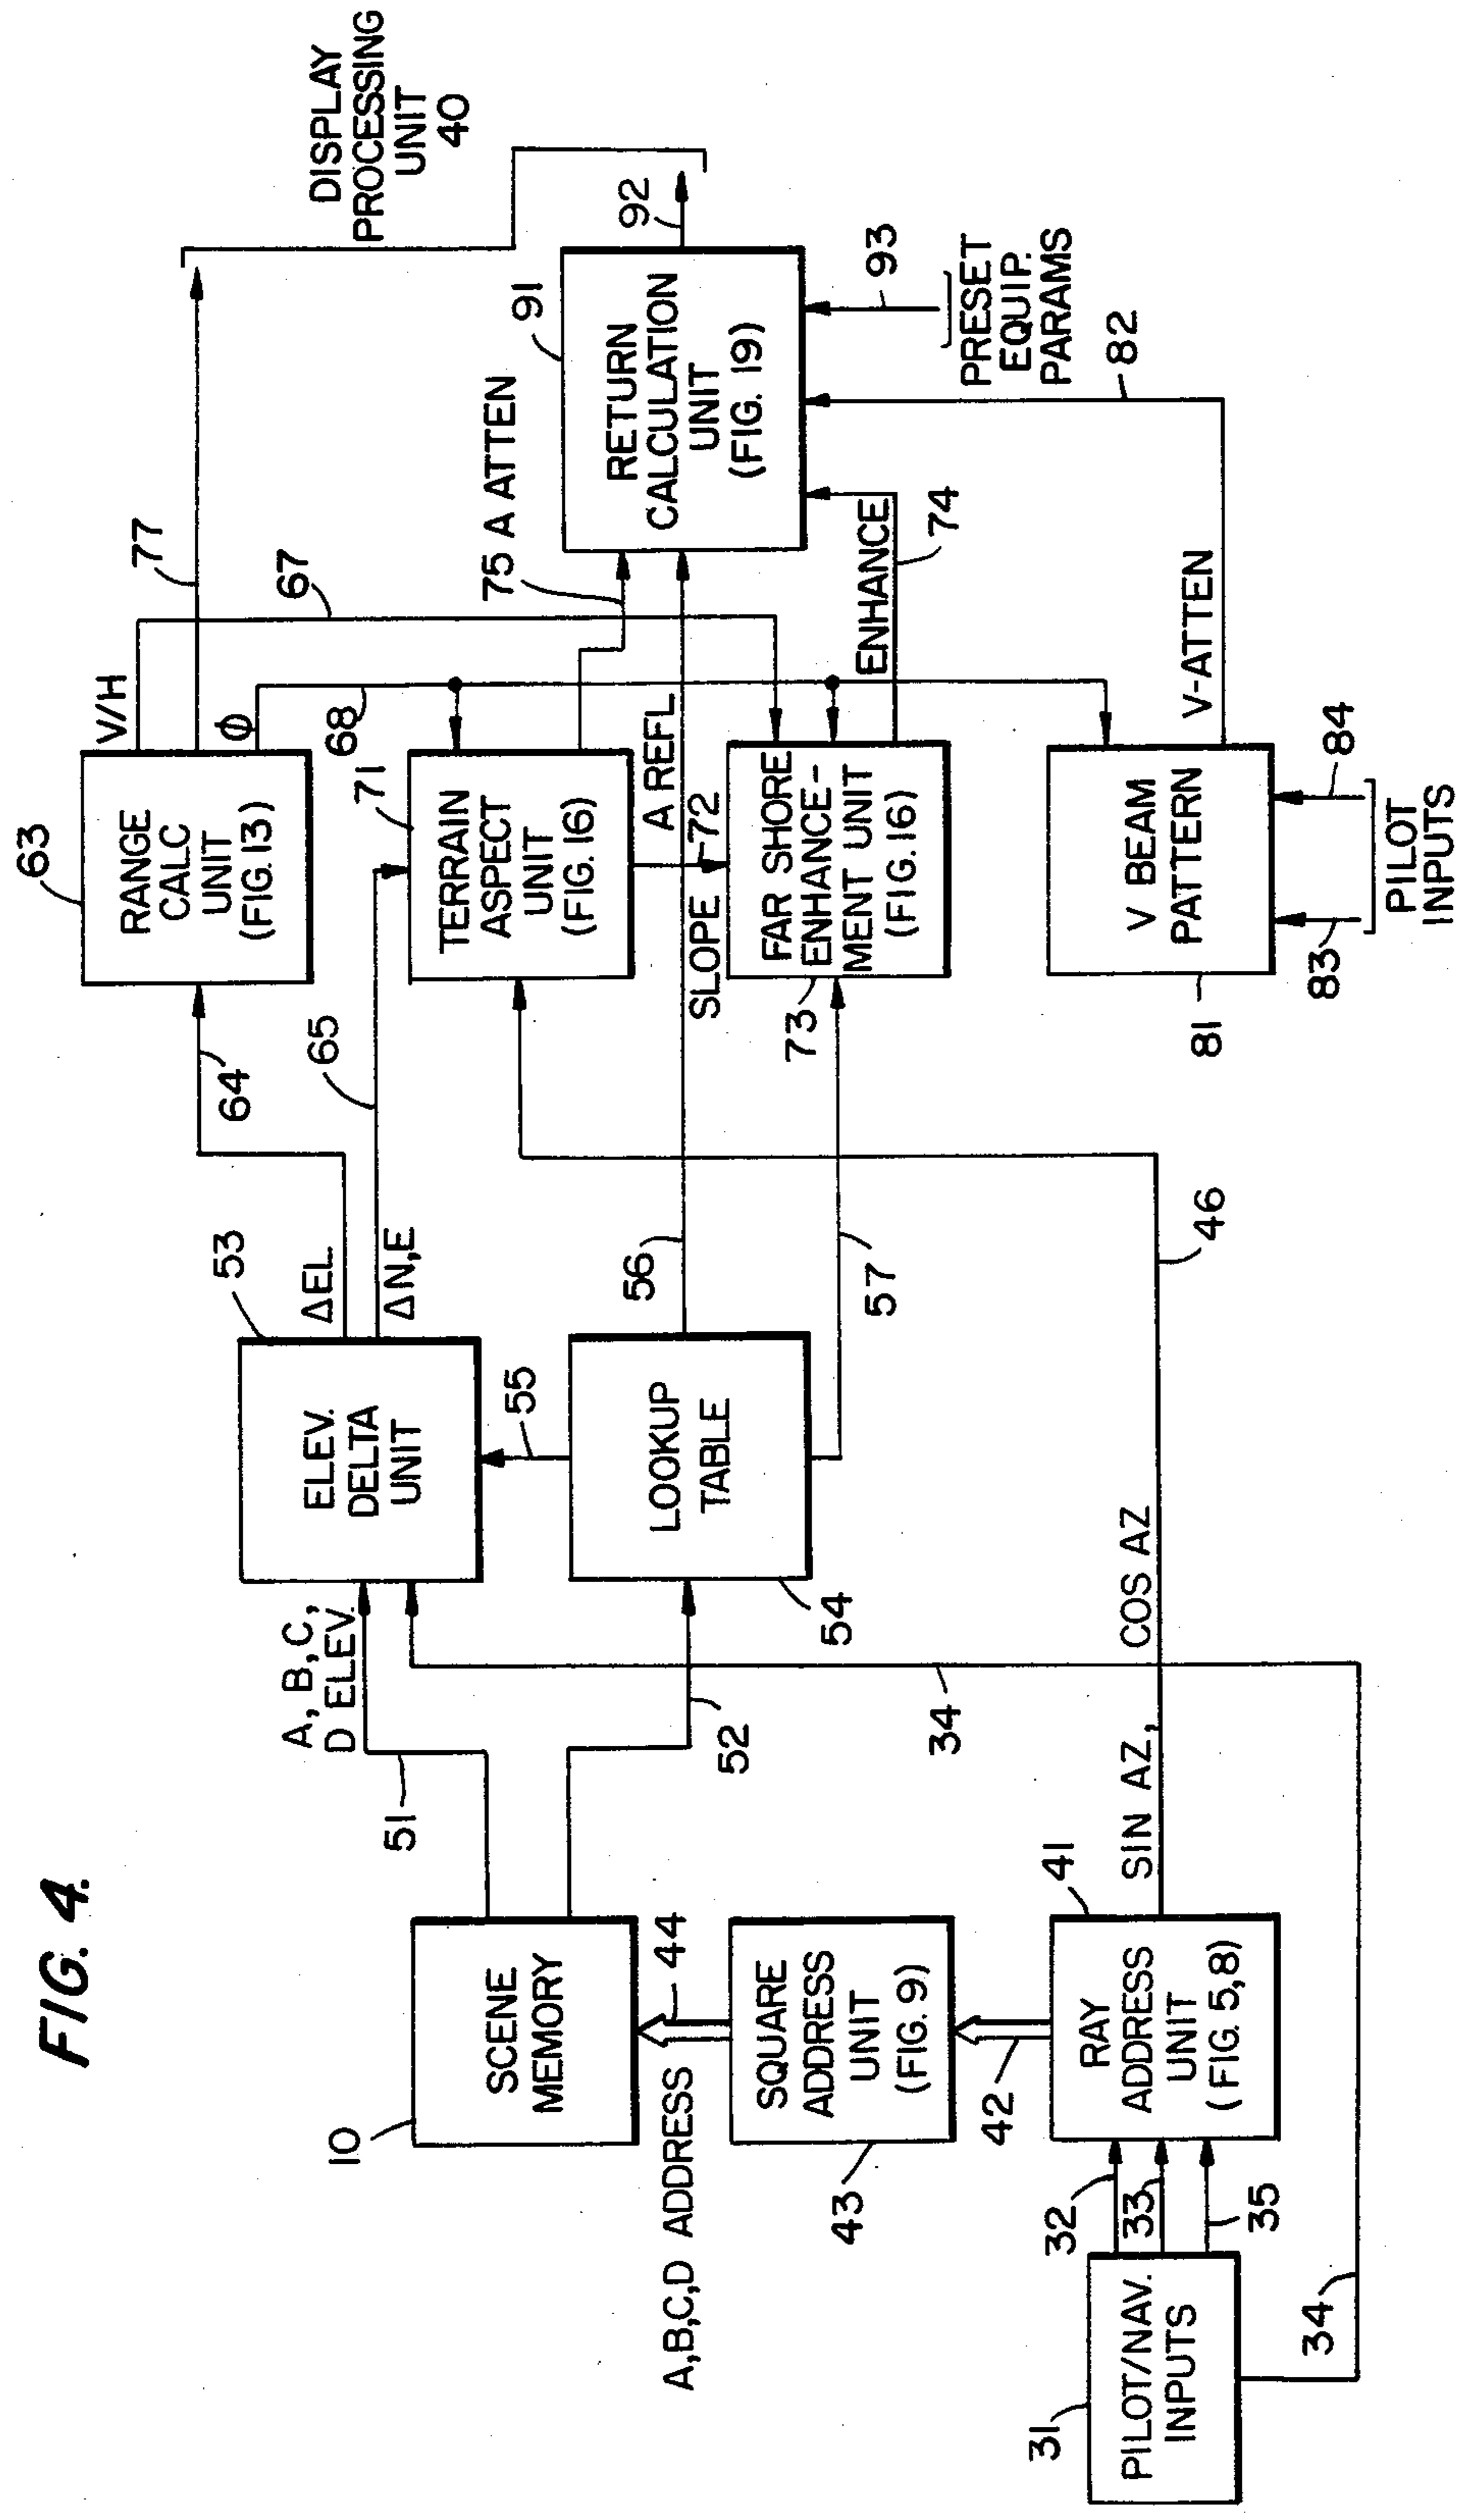 FIG. 4.
10
SCENE
MEMORY
A,B,C,D ADDRESS
44
SQUARE
ADDRESS
UNIT
(FIG. 9)
43
42
RAY
ADDRESS
UNIT
(FIG. 5,8)
41
32
33
35
31
PILOT/NAV.
INPUTS
34
SIN AZ,
COS AZ
46
51
A, B, C,
D ELEV.
52
34
53
ELEV.
DELTA
UNIT
ΔEL.
ΔN,E
55
LOOKUP
TABLE
54
56
57
64
65
63
RANGE
CALC
UNIT
(FIG. 13)
V/H
Φ
77
67
68
71
TERRAIN
ASPECT
UNIT
(FIG. 16)
75 A ATTEN
A REFL
SLOPE
72
73
FAR SHORE
ENHANCE-
MENT UNIT
(FIG. 16)
ENHANCE
74
V BEAM
PATTERN
81
V-ATTEN
82
83
84
PILOT
INPUTS
91
RETURN
CALCULATION
UNIT
(FIG. 19)
92
93
PRESET
EQUIP.
PARAMS
DISPLAY
PROCESSING
UNIT
40